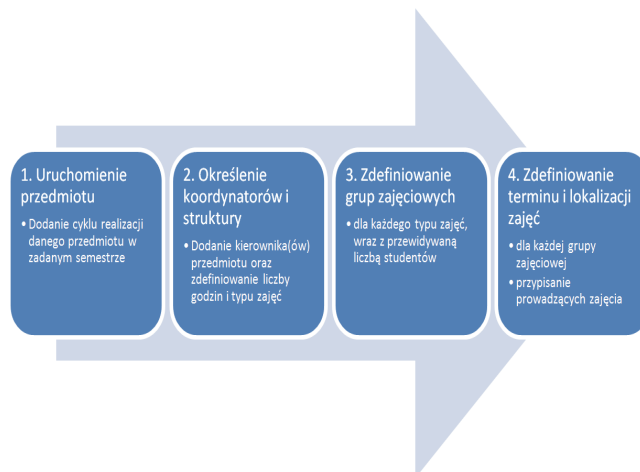 1. Uruchomienie
przedmiotu
• Dodanie cyklu realizacji
danego przedmiotu w
zadanym semestrze
2. Określenie
koordynatorów i
struktury
• Dodanie kierownika(ów)
przedmiotu oraz
zdefiniowanie liczby
godzin i typu zajęć
3. Zdefiniowanie
grup zajęciowych
• dla każdego typu zajęć,
wraz z przewidywaną
liczbą studentów
4. Zdefiniowanie
terminu i lokalizacji
zajęć
• dla każdej grupy
zajęciowej
• przypisanie
prowadzących zajęcia